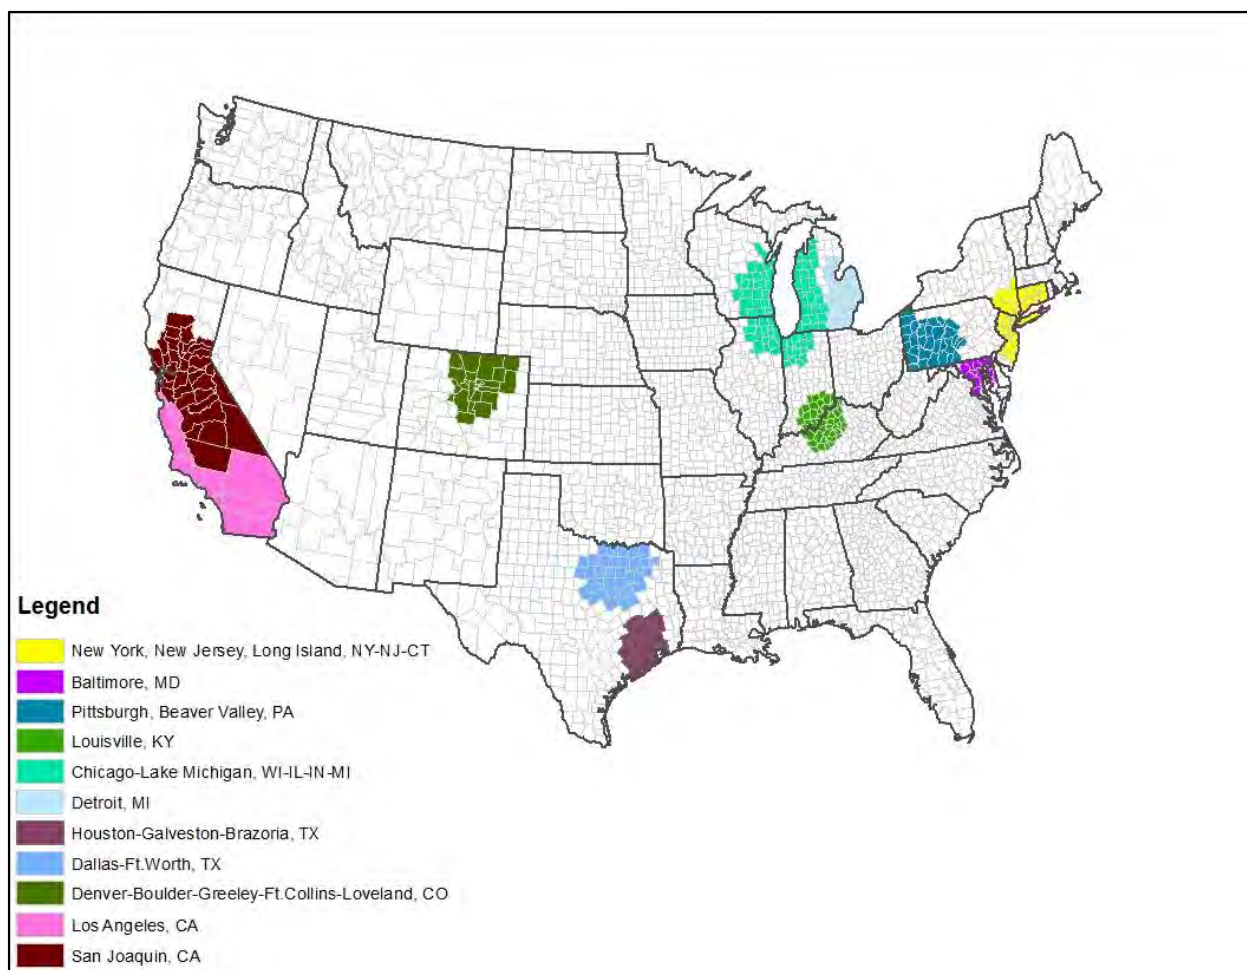 Legend
New York, New Jersey, Long Island, NY-NJ-CT
Baltimore, MD
Pittsburgh, Beaver Valley, PA
Louisville, KY
Chicago-Lake Michigan, WI-IL-IN-MI
Detroit, MI
Houston-Galveston-Brazoria, TX
Dallas-Ft.Worth, TX
Denver-Boulder-Greeley-Ft.Collins-Loveland, CO
Los Angeles, CA
San Joaquin, CA